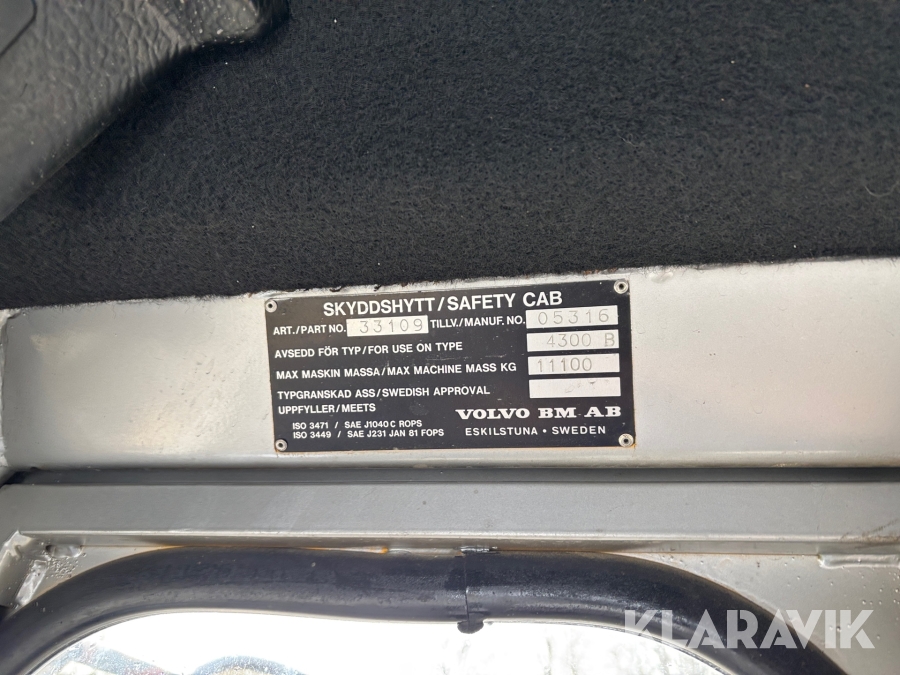 SKYDDSHYTT/SAFETY CAB
ART./PART NO. 33109 TILLV./MANUF. NO. 05316
AVSEDD FÖR TYP/FOR USE ON TYPE 4300 B
MAX MASKIN MASSA/MAX MACHINE MASS KG 11100
TYPGRANSKAD ASS/SWEDISH APPROVAL
UPPFYLLER/MEETS
VOLVO BM AB
ISO 3471 / SAE J1040 C ROPS
ISO 3449 / SAE J231 JAN 81 FOPS
ESKILSTUNA • SWEDEN
KLARAVIK